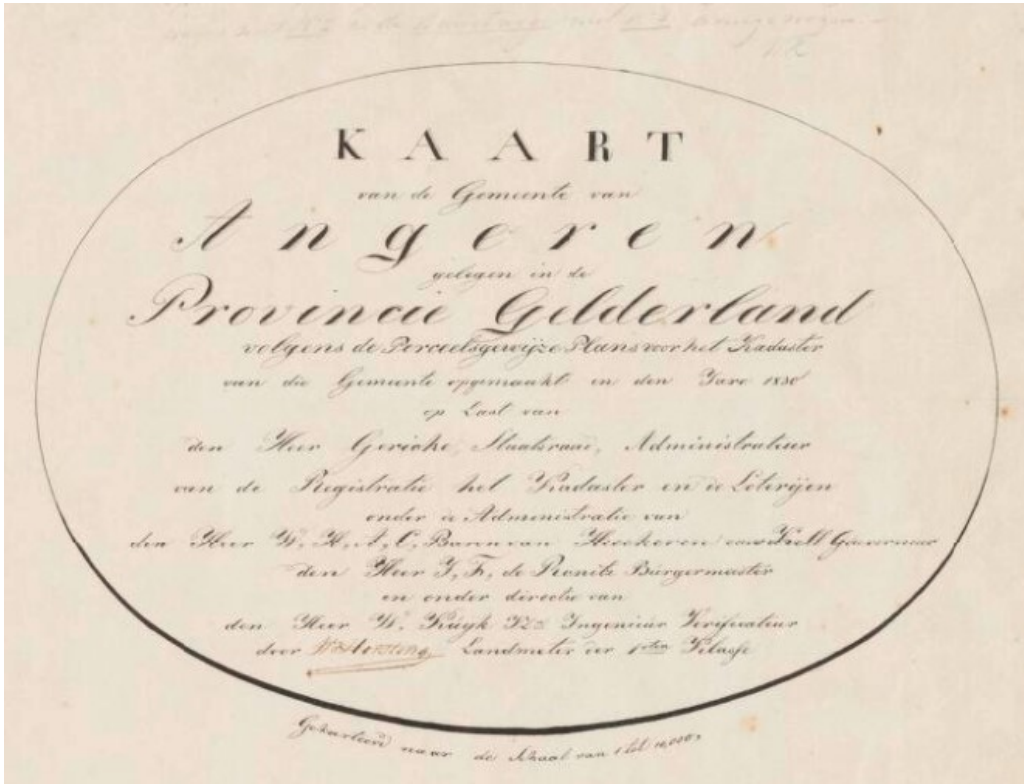 KAART
van de Gemeente van
Angeren
gelegen in de
Provincie Gelderland
volgens de Perceelsgewijze Plans voor het Kadaster
van die Gemeente opgemaakt in den Jare 1830
op Last van
den Heer Gericke, Staatsraad, Administrateur
van de Registratie het Kadaster en de Loterijen
onder de Administratie van
den Heer W. H. A. C. Baron van Heeckeren van Kell Gouverneur
den Heer J. F. de Bürgermeester
en onder directie van
den Heer W. Kuyk Ingenieur Verificateur
door Landmeter der 1sten Klasse
Gekarteerd naar de schaal van 1 tot 10,000